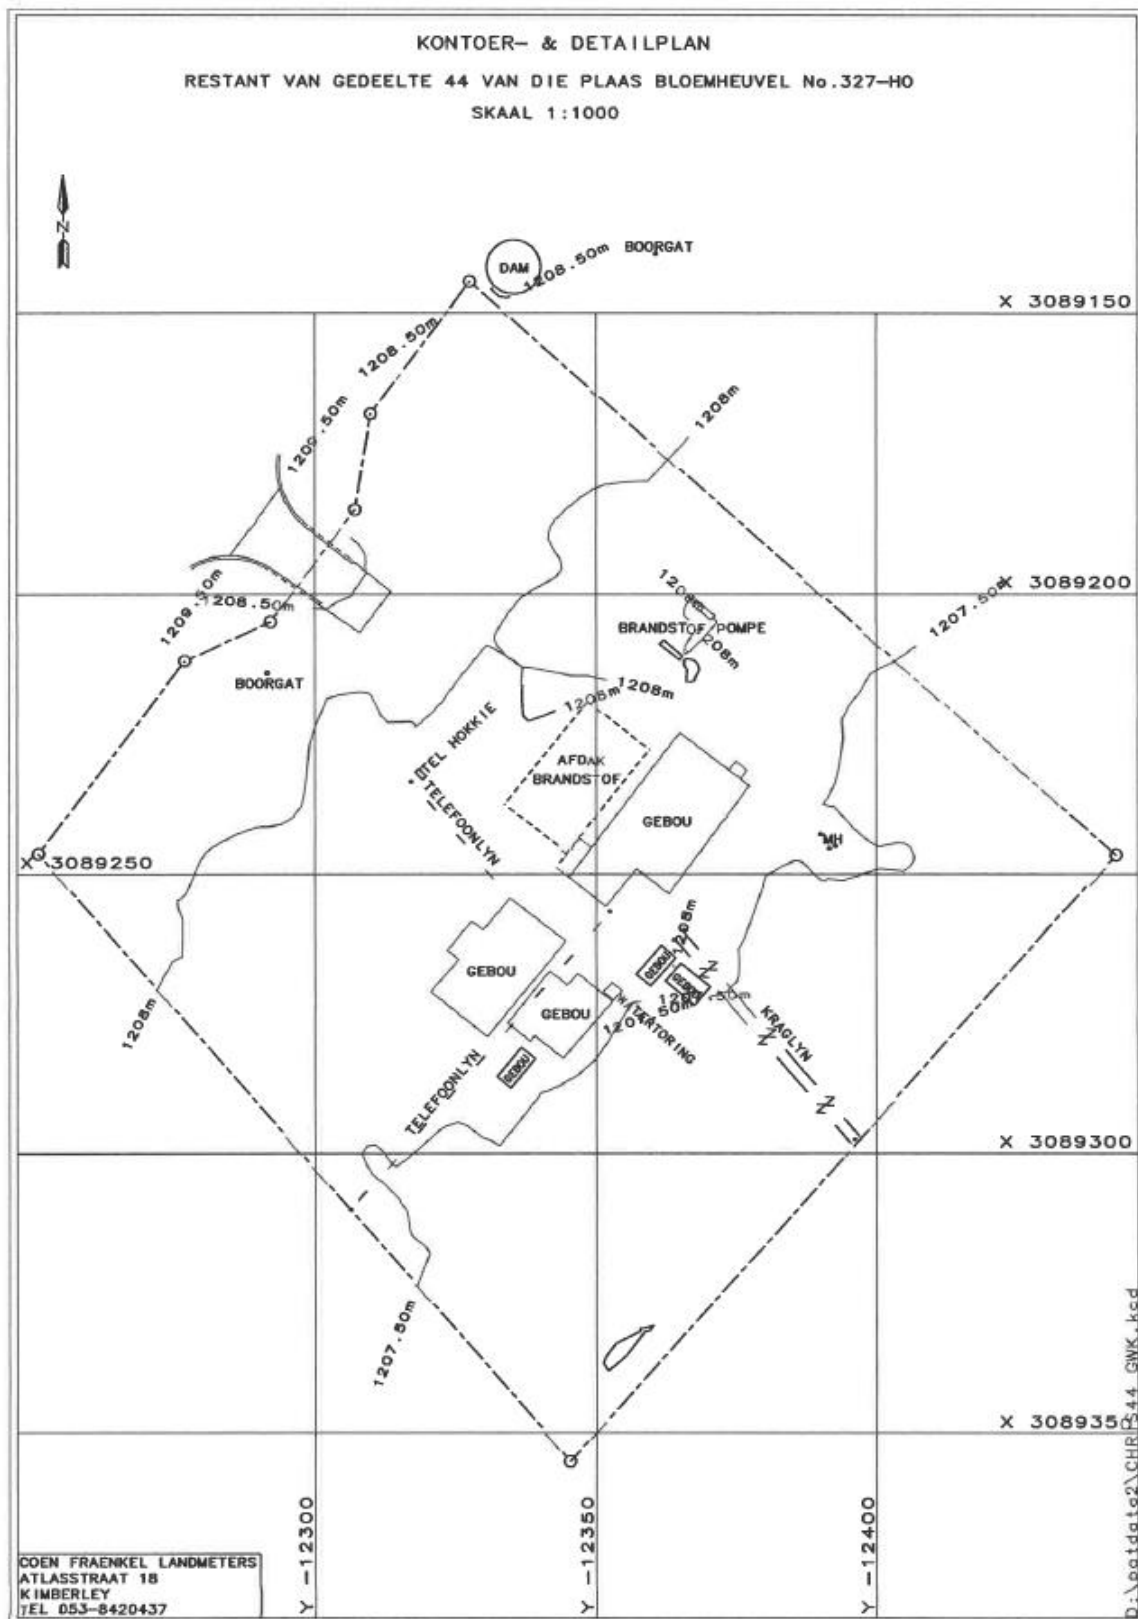 KONTOER- & DETAILPLAN
RESTANT VAN GEDEELTE 44 VAN DIE PLAAS BLOEMHEUVEL No.327-HO
SKAAL 1:1000
N
DAM
1208.50m
BOORGAT
X 3089150
1208.50m
1209.50m
1208m
1209.50m
1208.50m
X 3089200
1207.50m
1208m
BRANDSTOF POMPE
1208m
BOORGAT
1208m
1208m
TEL HOKKIE
AFDAK
BRANDSTOF
TELEFOONLYN
GEBOU
MH
X 3089250
1208m
GEBOU
GEBOU
GEBOU
GEBOU
WATERTORING
KRAGLYN
1208m
GEBOU
TELEFOONLYN
X 3089300
1207.50m
X 3089350
Y -12300
Y -12350
Y -12400
COEN FRAENKEL LANDMETERS
ATLASSTRAAT 18
KIMBERLEY
TEL 053-8420437